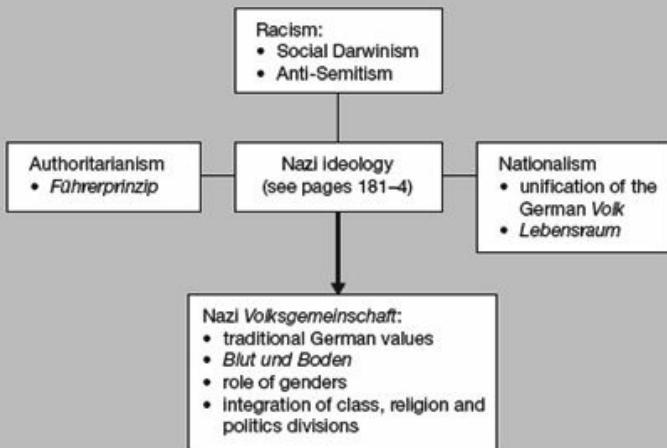 Racism:
• Social Darwinism
• Anti-Semitism
Authoritarianism
• Führerprinzip
Nazi ideology
(see pages 181–4)
Nationalism
• unification of the
German Volk
• Lebensraum
Nazi Volksgemeinschaft:
• traditional German values
• Blut und Boden
• role of genders
• integration of class, religion and
politics divisions